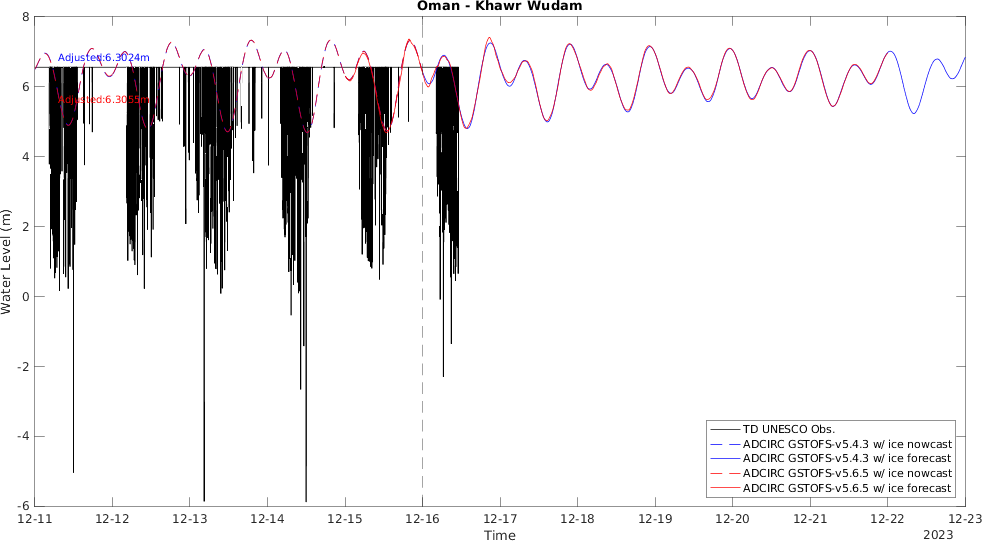 Oman - Khawr Wudam
8
6
4
2
0
-2
-4
-6
Water Level (m)
Adjusted:6.3024m
Adjusted:6.3055m
TD UNESCO Obs.
ADCIRC GSTOFS-v5.4.3 w/ ice nowcast
ADCIRC GSTOFS-v5.4.3 w/ ice forecast
ADCIRC GSTOFS-v5.6.5 w/ ice nowcast
ADCIRC GSTOFS-v5.6.5 w/ ice forecast
12-11 12-12 12-13 12-14 12-15 12-16 12-17 12-18 12-19 12-20 12-21 12-22 12-23
Time
2023